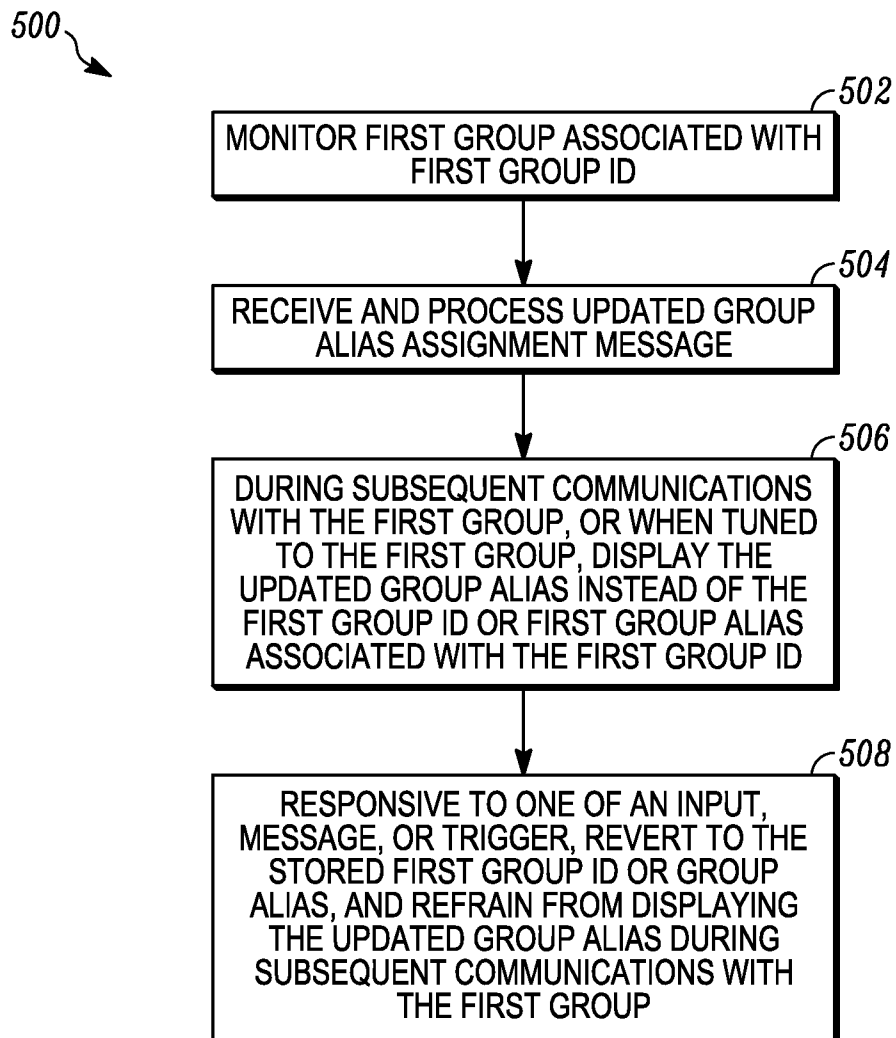 500
502
MONITOR FIRST GROUP ASSOCIATED WITH
FIRST GROUP ID
504
RECEIVE AND PROCESS UPDATED GROUP
ALIAS ASSIGNMENT MESSAGE
506
DURING SUBSEQUENT COMMUNICATIONS
WITH THE FIRST GROUP, OR WHEN TUNED
TO THE FIRST GROUP, DISPLAY THE
UPDATED GROUP ALIAS INSTEAD OF THE
FIRST GROUP ID OR FIRST GROUP ALIAS
ASSOCIATED WITH THE FIRST GROUP ID
508
RESPONSIVE TO ONE OF AN INPUT,
MESSAGE, OR TRIGGER, REVERT TO THE
STORED FIRST GROUP ID OR GROUP
ALIAS, AND REFRAIN FROM DISPLAYING
THE UPDATED GROUP ALIAS DURING
SUBSEQUENT COMMUNICATIONS WITH
THE FIRST GROUP